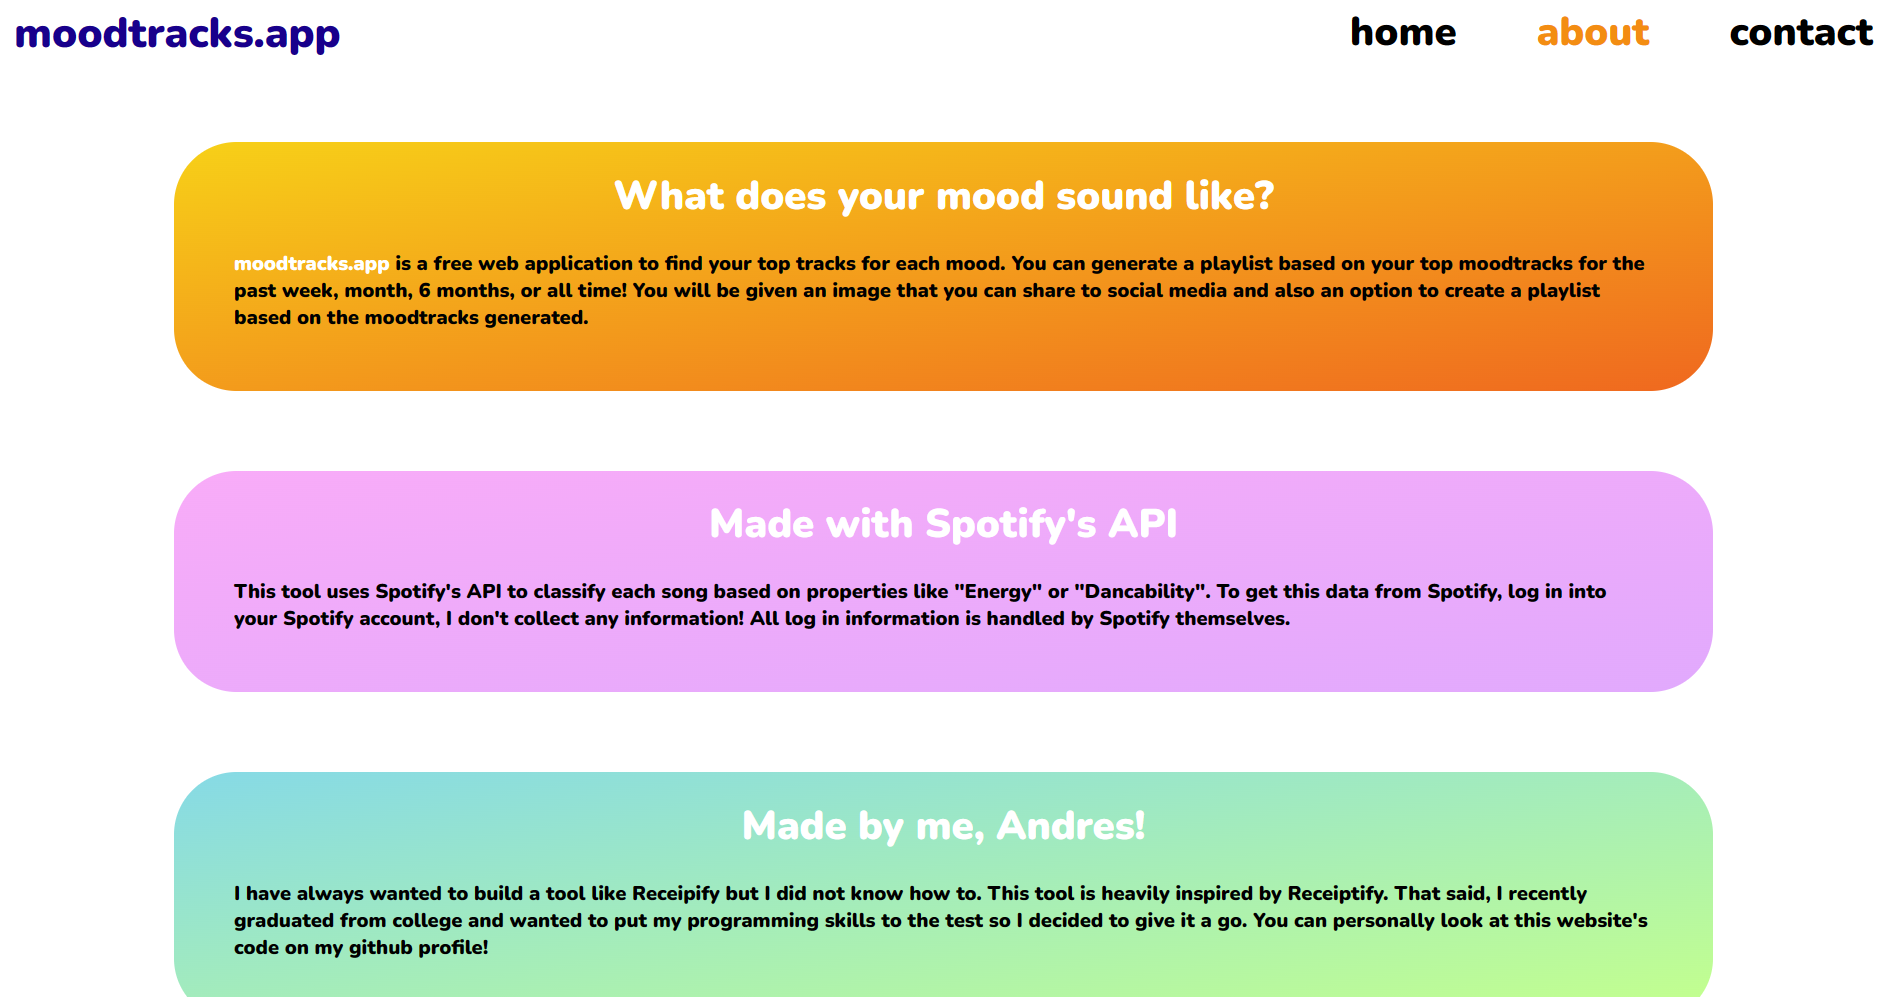 moodtracks.app
home about contact
What does your mood sound like?
moodtracks.app is a free web application to find your top tracks for each mood. You can generate a playlist based on your top moodtracks for the
past week, month, 6 months, or all time! You will be given an image that you can share to social media and also an option to create a playlist
based on the moodtracks generated.
Made with Spotify's API
This tool uses Spotify's API to classify each song based on properties like "Energy" or "Dancability". To get this data from Spotify, log in into
your Spotify account, I don't collect any information! All log in information is handled by Spotify themselves.
Made by me, Andres!
I have always wanted to build a tool like Receipify but I did not know how to. This tool is heavily inspired by Receiptify. That said, I recently
graduated from college and wanted to put my programming skills to the test so I decided to give it a go. You can personally look at this website's
code on my github profile!